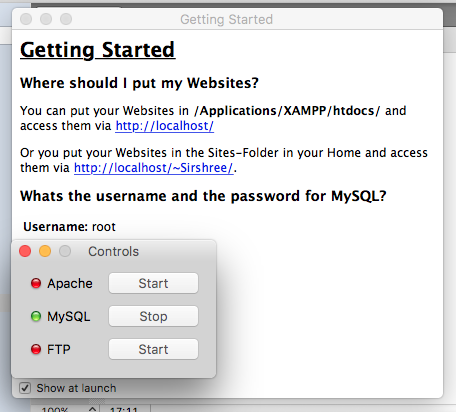 Getting Started
Getting Started
Where should I put my Websites?
You can put your Websites in /Applications/XAMPP/htdocs/ and
access them via http://localhost/
Or you put your Websites in the Sites-Folder in your Home and access
them via http://localhost/~Sirshree/.
Whats the username and the password for MySQL?
Username: root
Controls
Apache Start
MySQL Stop
FTP Start
Show at launch
100% 17:11